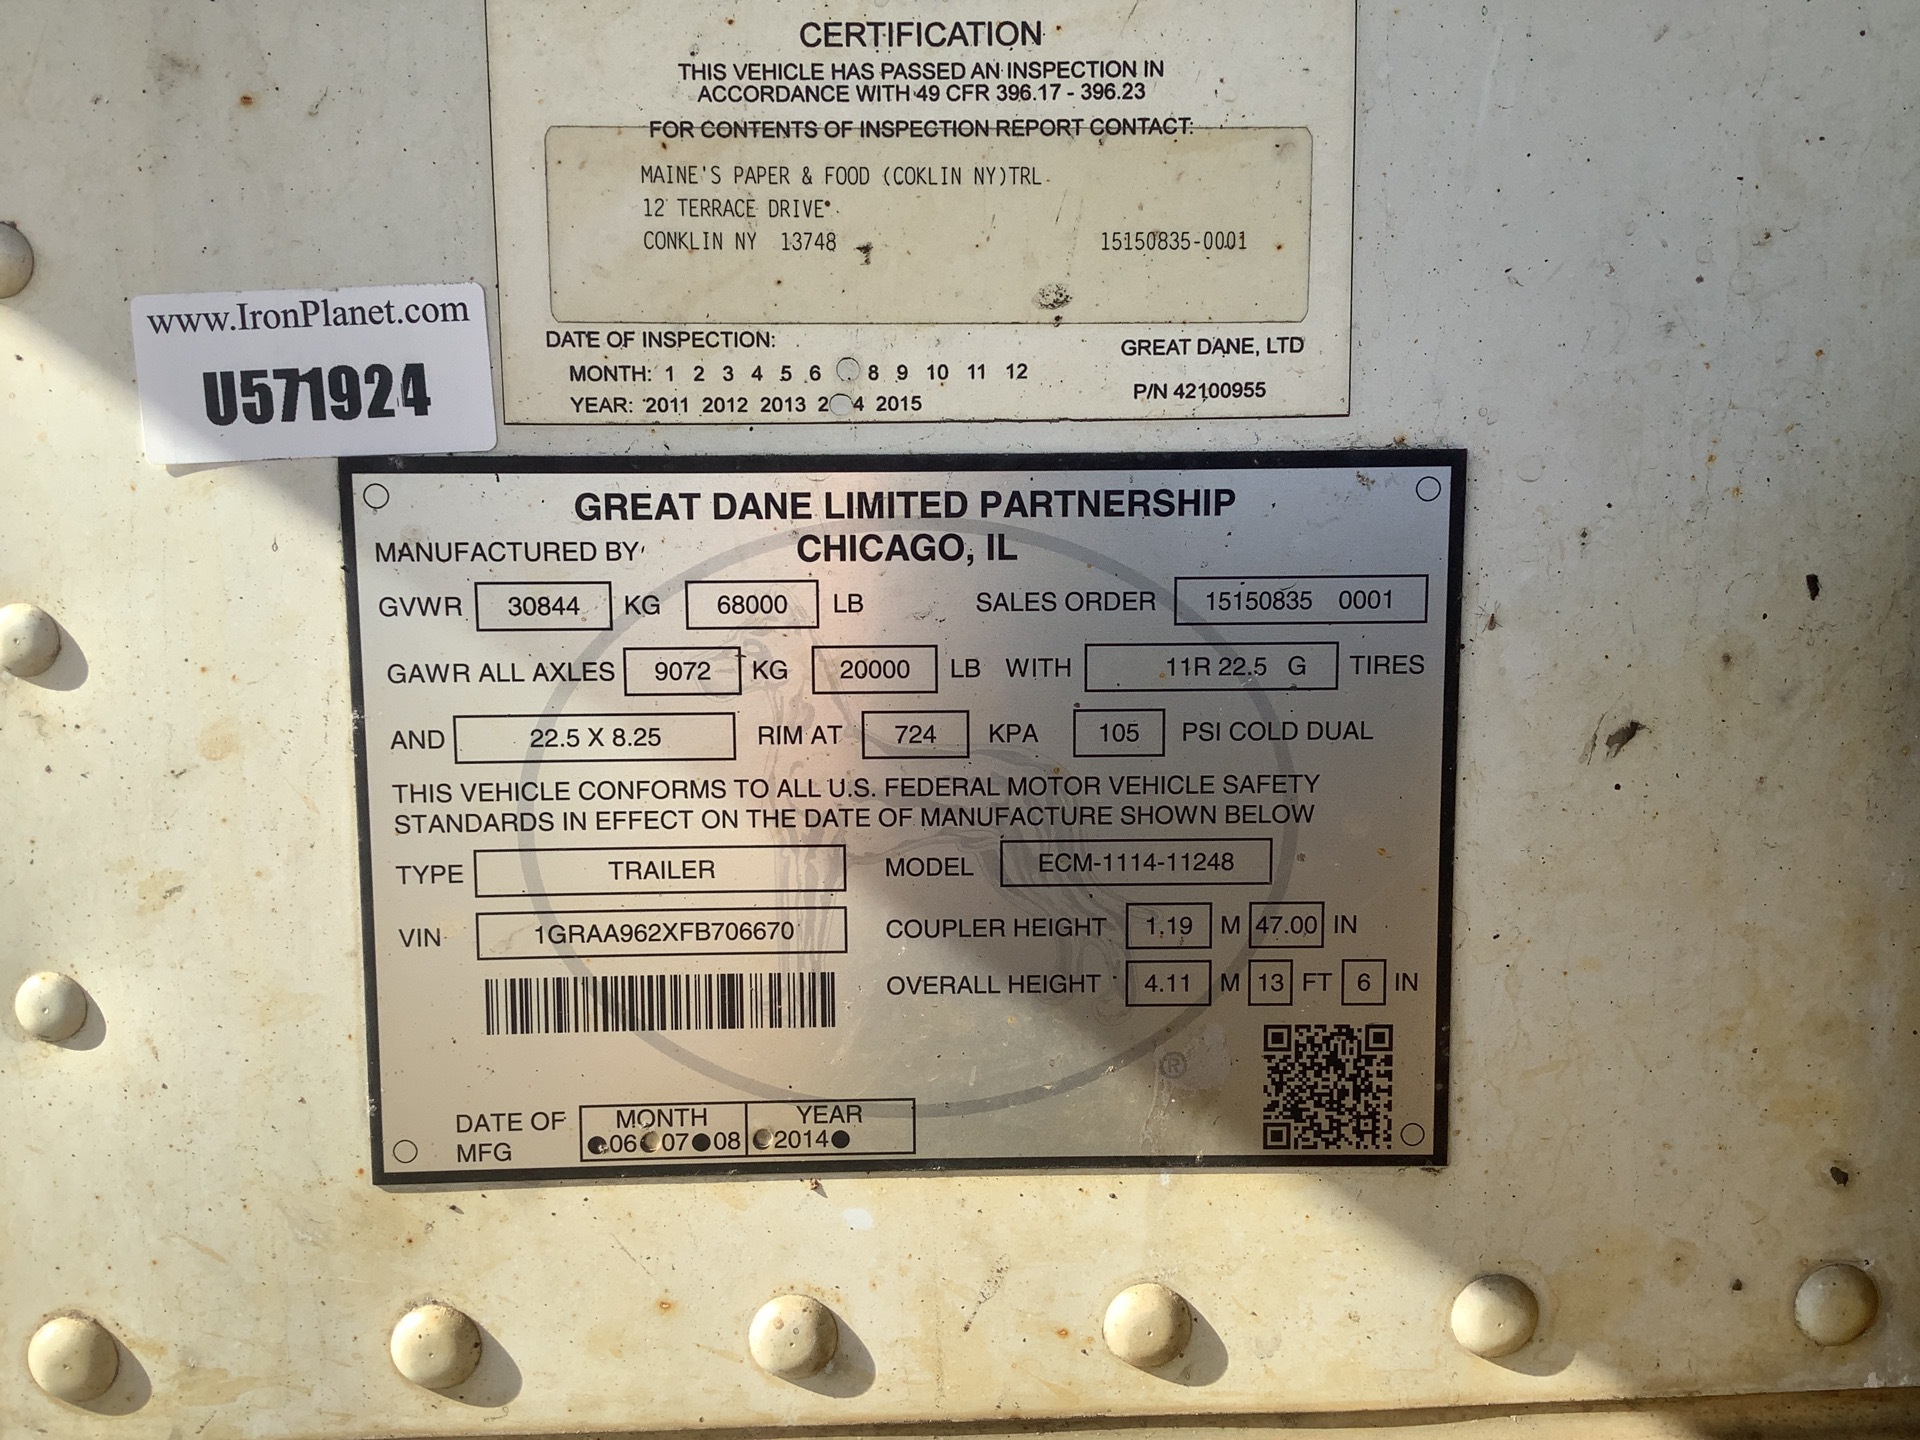 CERTIFICATION
THIS VEHICLE HAS PASSED AN INSPECTION IN
ACCORDANCE WITH 49 CFR 396.17 - 396.23
FOR CONTENTS OF INSPECTION REPORT CONTACT:
MAINE'S PAPER & FOOD (COKLIN NY)TRL
12 TERRACE DRIVE
CONKLIN NY 13748 15150835-0001
DATE OF INSPECTION: GREAT DANE, LTD
MONTH: 1 2 3 4 5 6 8 9 10 11 12
P/N 42100955
YEAR: 2011 2012 2013 2 4 2015
www.IronPlanet.com
U571924
GREAT DANE LIMITED PARTNERSHIP
MANUFACTURED BY CHICAGO, IL
GVWR 30844 KG 68000 LB SALES ORDER 15150835 0001
GAWR ALL AXLES 9072 KG 20000 LB WITH 11R 22.5 G TIRES
AND 22.5 X 8.25 RIM AT 724 KPA 105 PSI COLD DUAL
THIS VEHICLE CONFORMS TO ALL U.S. FEDERAL MOTOR VEHICLE SAFETY
STANDARDS IN EFFECT ON THE DATE OF MANUFACTURE SHOWN BELOW
TYPE TRAILER MODEL ECM-1114-11248
VIN 1GRAA962XFB706670 COUPLER HEIGHT 1.19 M 47.00 IN
OVERALL HEIGHT 4.11 M 13 FT 6 IN
®
DATE OF MONTH YEAR
MFG 06 07 08 2014